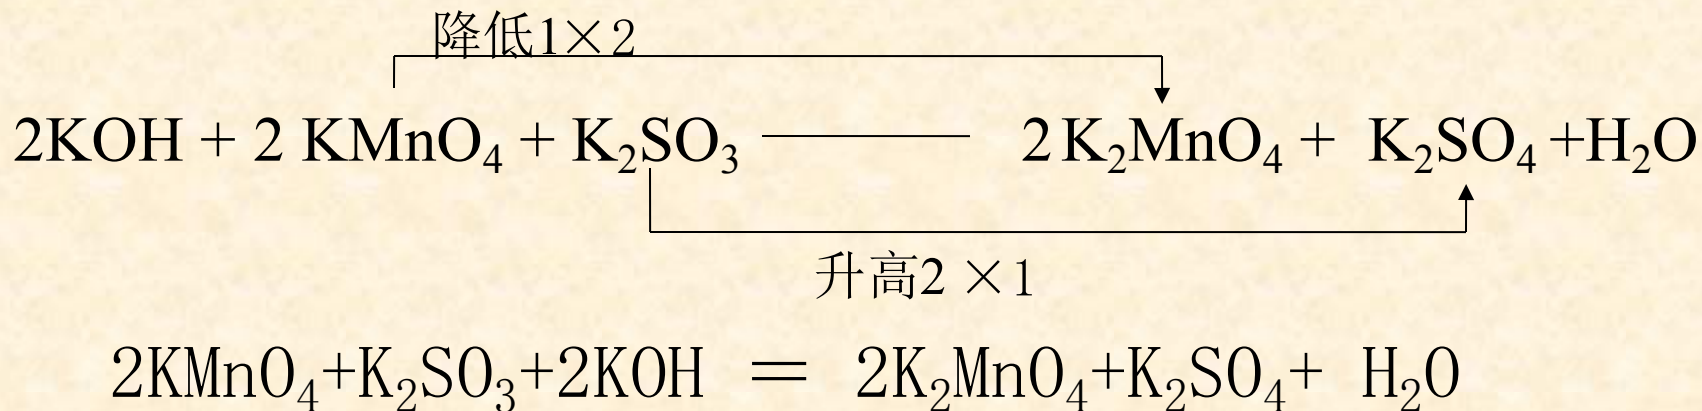 降低1×2
2KOH + 2 KMnO₄ + K₂SO₃ —— 2 K₂MnO₄ + K₂SO₄ +H₂O
升高2 ×1
2KMnO₄+K₂SO₃+2KOH = 2K₂MnO₄+K₂SO₄+ H₂O